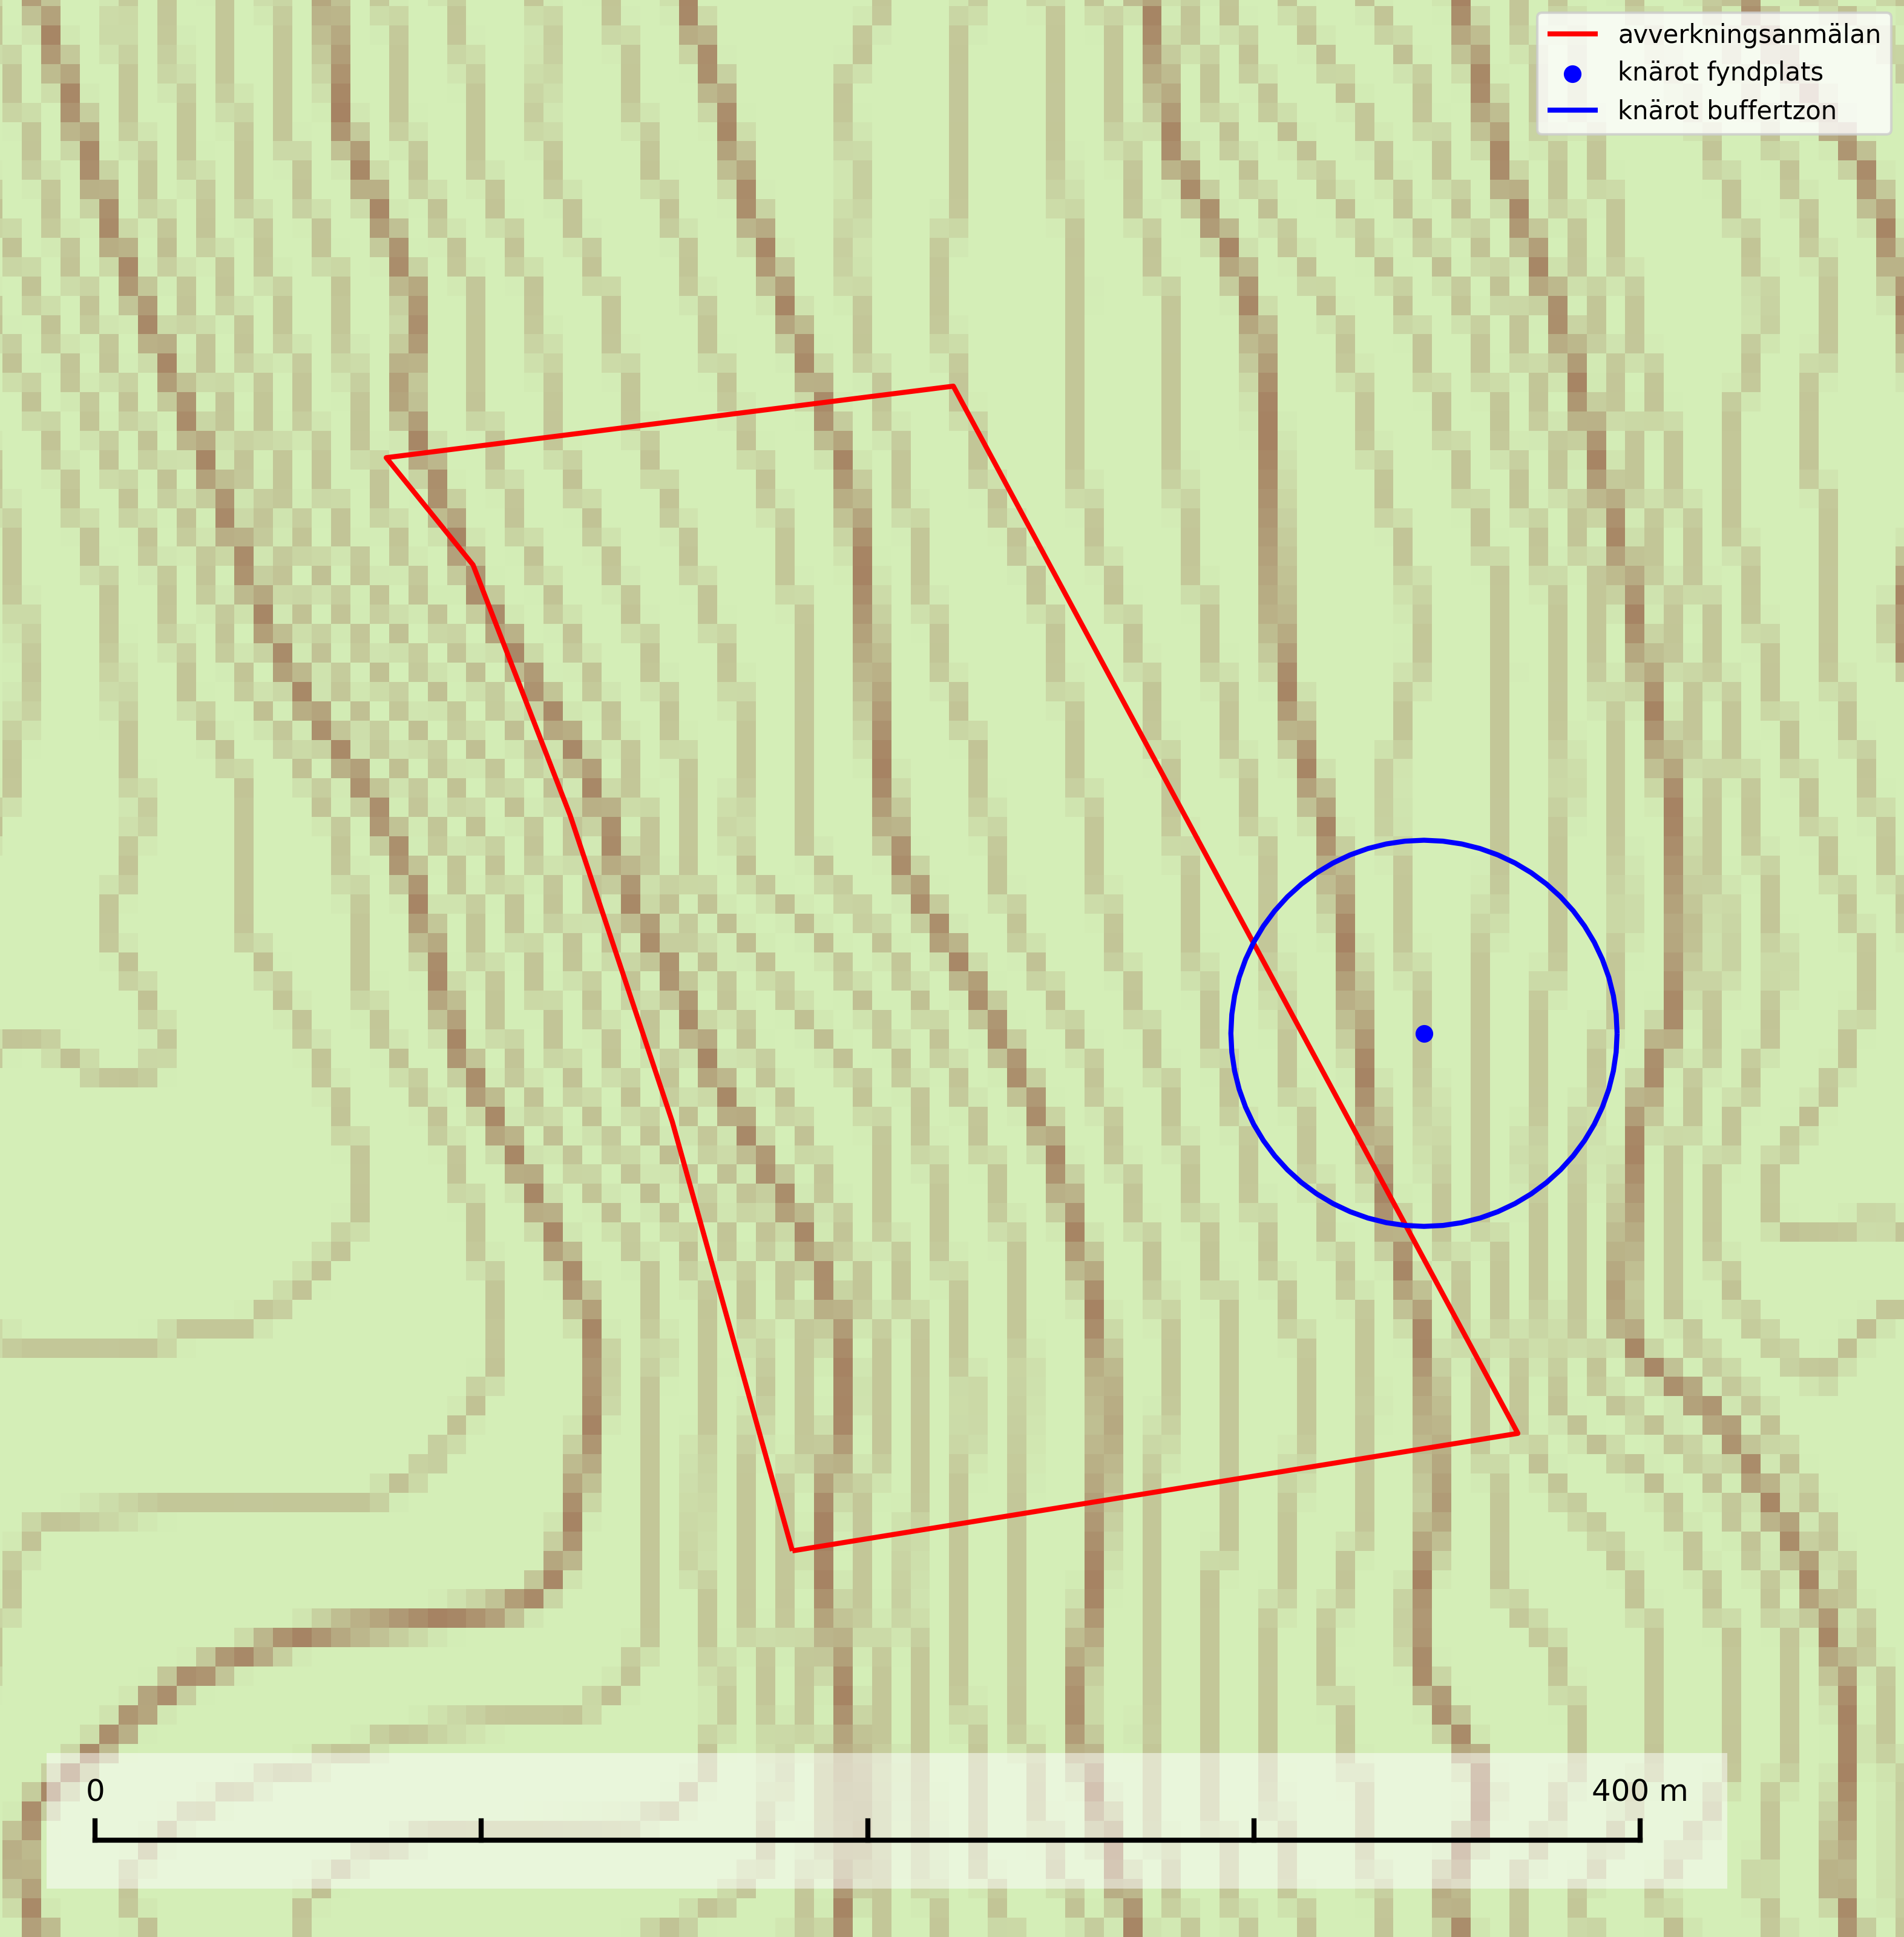 avverkningsanmälan
knärot fyndplats
knärot buffertzon
0
400 m